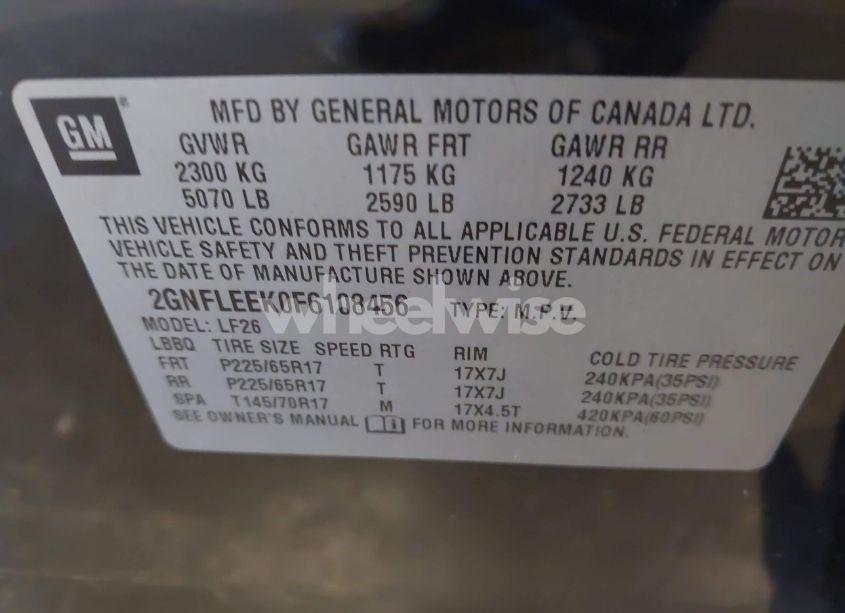 GM
MFD BY GENERAL MOTORS OF CANADA LTD.
GVWR GAWR FRT GAWR RR
2300 KG 1175 KG 1240 KG
5070 LB 2590 LB 2733 LB
THIS VEHICLE CONFORMS TO ALL APPLICABLE U.S. FEDERAL MOTOR
VEHICLE SAFETY AND THEFT PREVENTION STANDARDS IN EFFECT ON
THE DATE OF MANUFACTURE SHOWN ABOVE.
2GNFLEEK0F6108456 TYPE: M.P.V.
wheelwise
MODEL: LF26
LBBQ TIRE SIZE SPEED RTG RIM COLD TIRE PRESSURE
FRT P225/65R17 T 17X7J 240KPA(35PSI)
RR P225/65R17 T 17X7J 240KPA(35PSI)
SPA T145/70R17 M 17X4.5T 420KPA(60PSI)
SEE OWNER'S MANUAL FOR MORE INFORMATION.